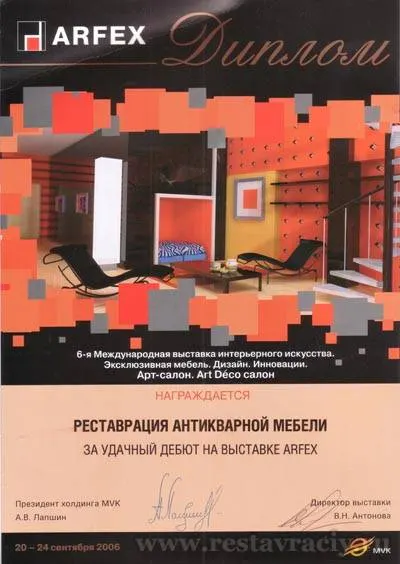 ARFEX
Диплом
6-я Международная выставка интерьерного искусства.
Эксклюзивная мебель. Дизайн. Инновации.
Арт-салон. Art Déco салон
НАГРАЖДАЕТСЯ
РЕСТАВРАЦИЯ АНТИКВАРНОЙ МЕБЕЛИ
ЗА УДАЧНЫЙ ДЕБЮТ НА ВЫСТАВКЕ ARFEX
Президент холдинга MVK
А.В. Лапшин
Директор выставки
В.Н. Антонова
20 – 24 сентября 2006
MVK